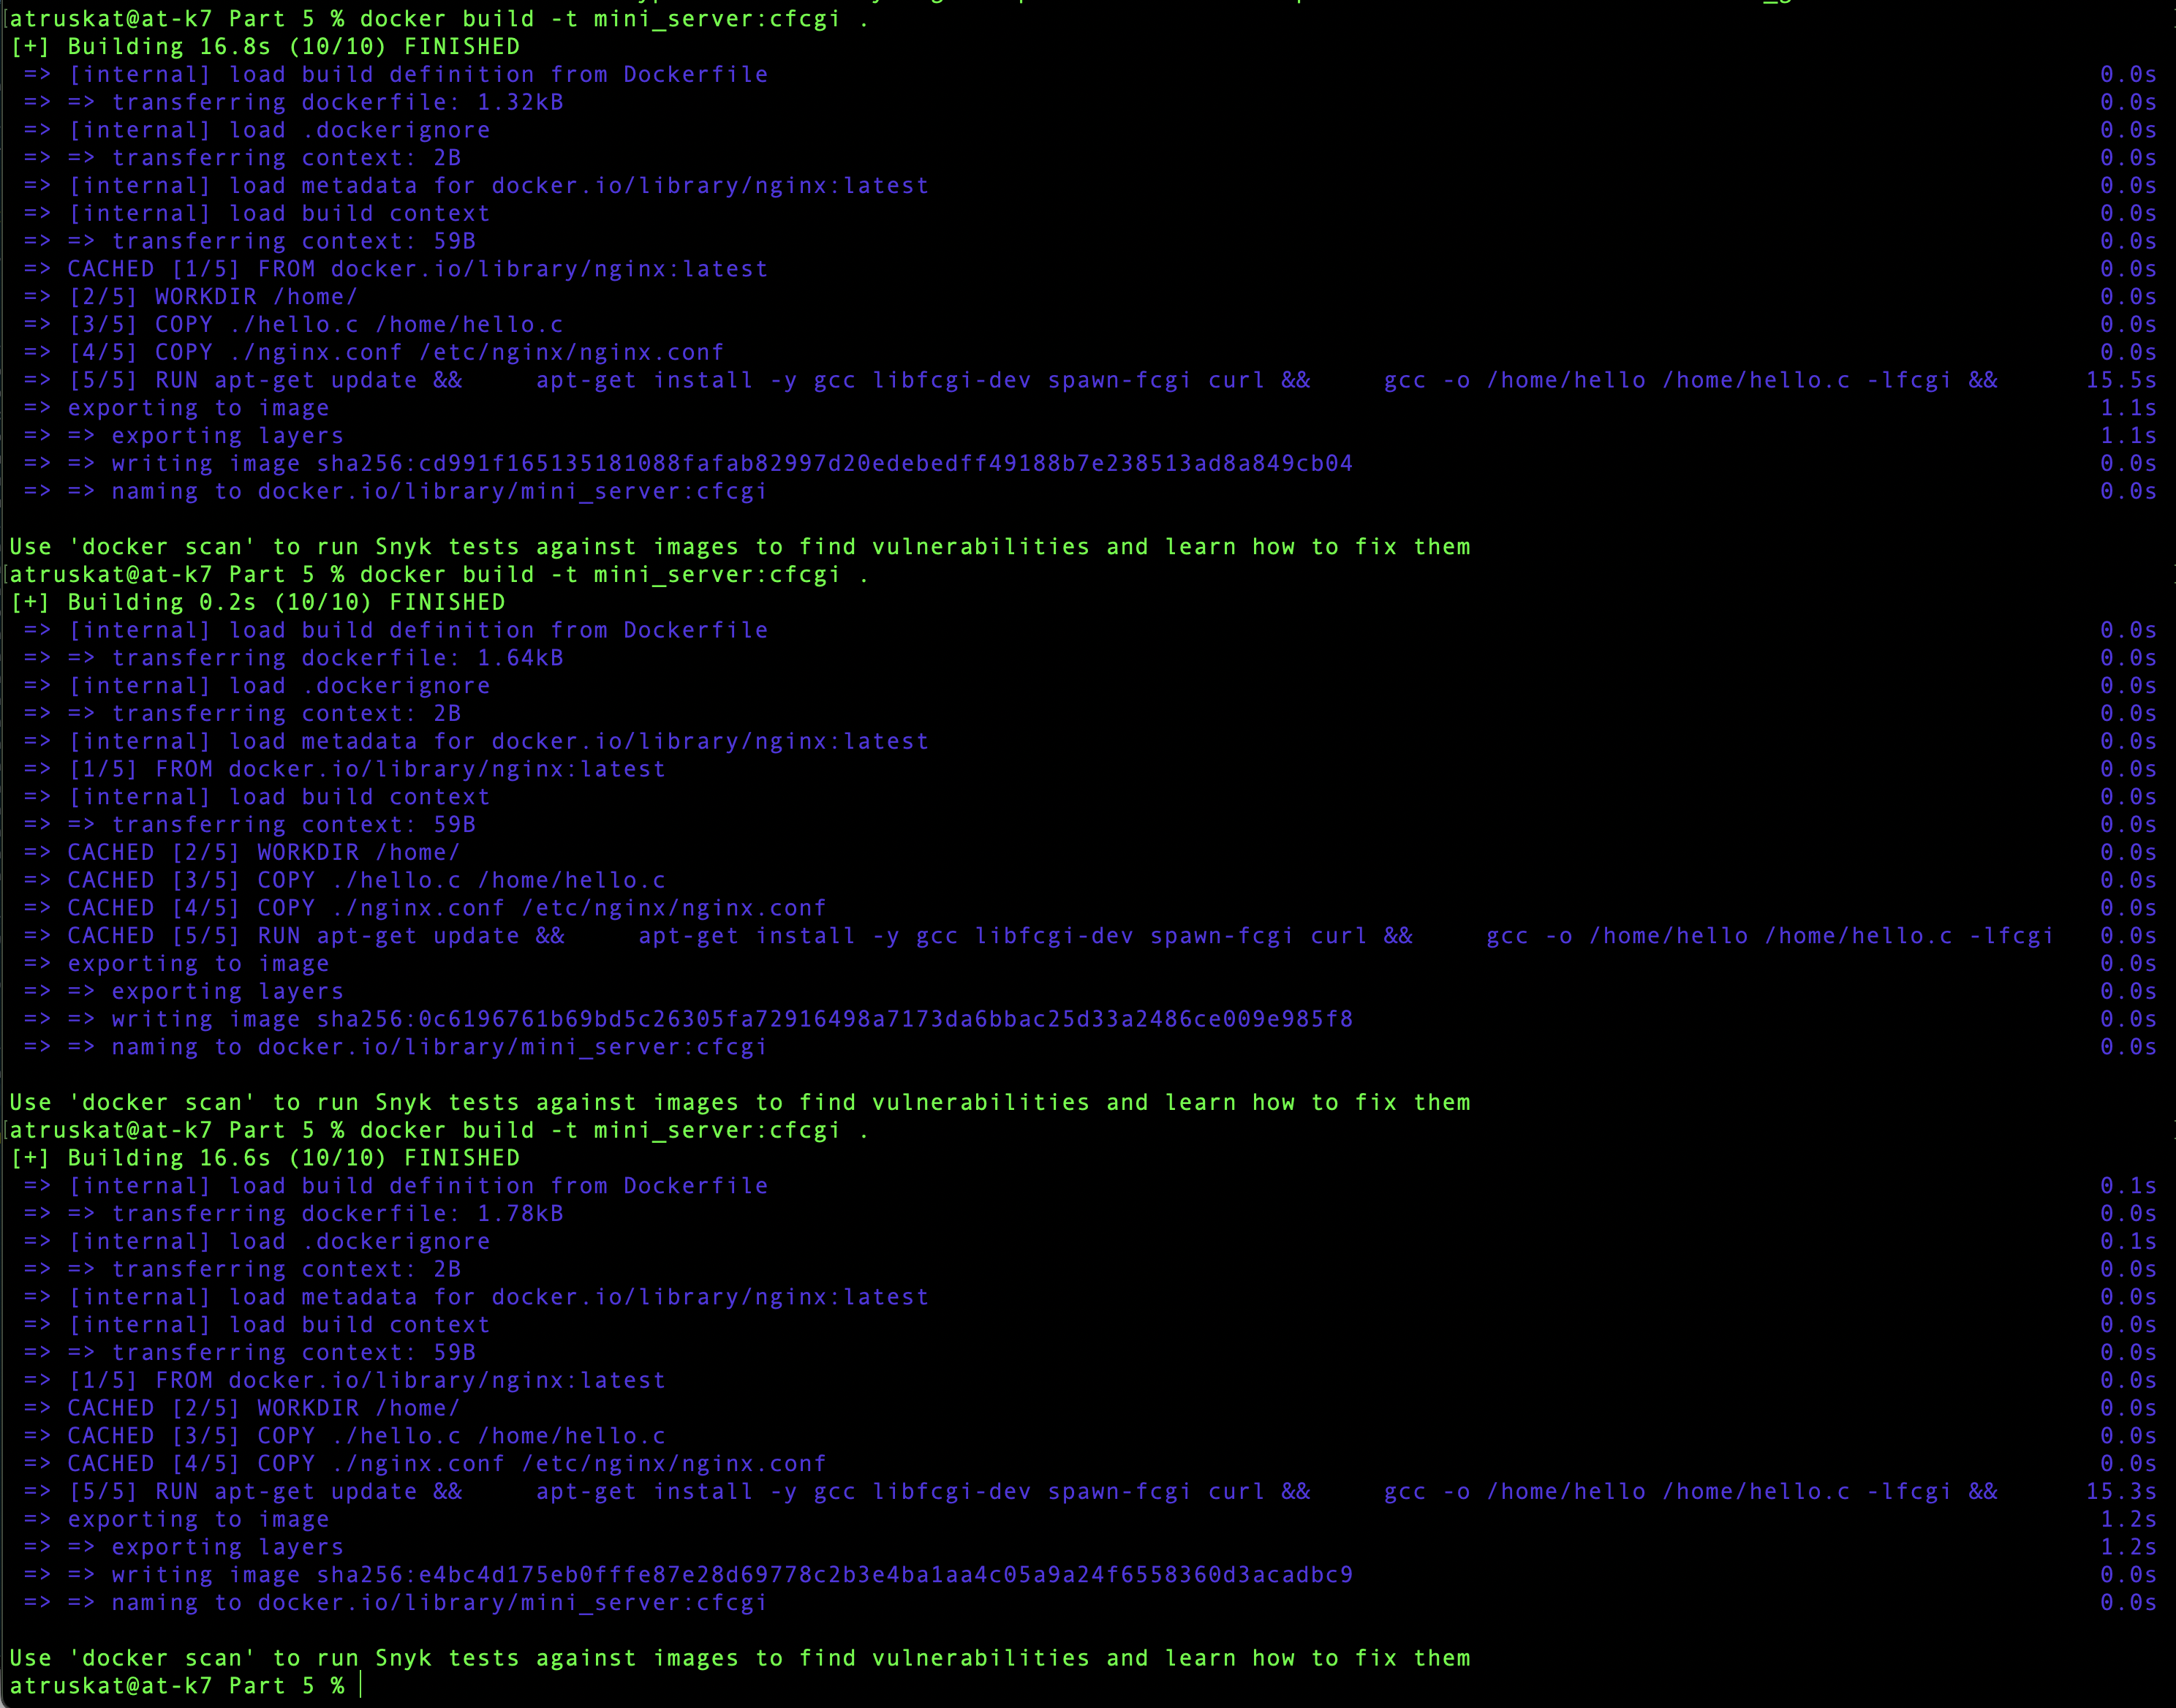 atruskat@at-k7 Part 5 % docker build -t mini_server:cfcgi .
[+] Building 16.8s (10/10) FINISHED
=> [internal] load build definition from Dockerfile 0.0s
=> => transferring dockerfile: 1.32kB 0.0s
=> [internal] load .dockerignore 0.0s
=> => transferring context: 2B 0.0s
=> [internal] load metadata for docker.io/library/nginx:latest 0.0s
=> [internal] load build context 0.0s
=> => transferring context: 59B 0.0s
=> CACHED [1/5] FROM docker.io/library/nginx:latest 0.0s
=> [2/5] WORKDIR /home/ 0.0s
=> [3/5] COPY ./hello.c /home/hello.c 0.0s
=> [4/5] COPY ./nginx.conf /etc/nginx/nginx.conf 0.0s
=> [5/5] RUN apt-get update &&     apt-get install -y gcc libfcgi-dev spawn-fcgi curl &&     gcc -o /home/hello /home/hello.c -lfcgi && 15.5s
=> exporting to image 1.1s
=> => exporting layers 1.1s
=> => writing image sha256:cd991f165135181088fafab82997d20edebedff49188b7e238513ad8a849cb04 0.0s
=> => naming to docker.io/library/mini_server:cfcgi 0.0s
Use 'docker scan' to run Snyk tests against images to find vulnerabilities and learn how to fix them
atruskat@at-k7 Part 5 % docker build -t mini_server:cfcgi .
[+] Building 0.2s (10/10) FINISHED
=> [internal] load build definition from Dockerfile 0.0s
=> => transferring dockerfile: 1.64kB 0.0s
=> [internal] load .dockerignore 0.0s
=> => transferring context: 2B 0.0s
=> [internal] load metadata for docker.io/library/nginx:latest 0.0s
=> [1/5] FROM docker.io/library/nginx:latest 0.0s
=> [internal] load build context 0.0s
=> => transferring context: 59B 0.0s
=> CACHED [2/5] WORKDIR /home/ 0.0s
=> CACHED [3/5] COPY ./hello.c /home/hello.c 0.0s
=> CACHED [4/5] COPY ./nginx.conf /etc/nginx/nginx.conf 0.0s
=> CACHED [5/5] RUN apt-get update &&     apt-get install -y gcc libfcgi-dev spawn-fcgi curl &&     gcc -o /home/hello /home/hello.c -lfcgi 0.0s
=> exporting to image 0.0s
=> => exporting layers 0.0s
=> => writing image sha256:0c6196761b69bd5c26305fa72916498a7173da6bbac25d33a2486ce009e985f8 0.0s
=> => naming to docker.io/library/mini_server:cfcgi 0.0s
Use 'docker scan' to run Snyk tests against images to find vulnerabilities and learn how to fix them
atruskat@at-k7 Part 5 % docker build -t mini_server:cfcgi .
[+] Building 16.6s (10/10) FINISHED
=> [internal] load build definition from Dockerfile 0.1s
=> => transferring dockerfile: 1.78kB 0.0s
=> [internal] load .dockerignore 0.1s
=> => transferring context: 2B 0.0s
=> [internal] load metadata for docker.io/library/nginx:latest 0.0s
=> [internal] load build context 0.0s
=> => transferring context: 59B 0.0s
=> [1/5] FROM docker.io/library/nginx:latest 0.0s
=> CACHED [2/5] WORKDIR /home/ 0.0s
=> CACHED [3/5] COPY ./hello.c /home/hello.c 0.0s
=> CACHED [4/5] COPY ./nginx.conf /etc/nginx/nginx.conf 0.0s
=> [5/5] RUN apt-get update &&     apt-get install -y gcc libfcgi-dev spawn-fcgi curl &&     gcc -o /home/hello /home/hello.c -lfcgi && 15.3s
=> exporting to image 1.2s
=> => exporting layers 1.2s
=> => writing image sha256:e4bc4d175eb0fffe87e28d69778c2b3e4ba1aa4c05a9a24f6558360d3acadbc9 0.0s
=> => naming to docker.io/library/mini_server:cfcgi 0.0s
Use 'docker scan' to run Snyk tests against images to find vulnerabilities and learn how to fix them
atruskat@at-k7 Part 5 %